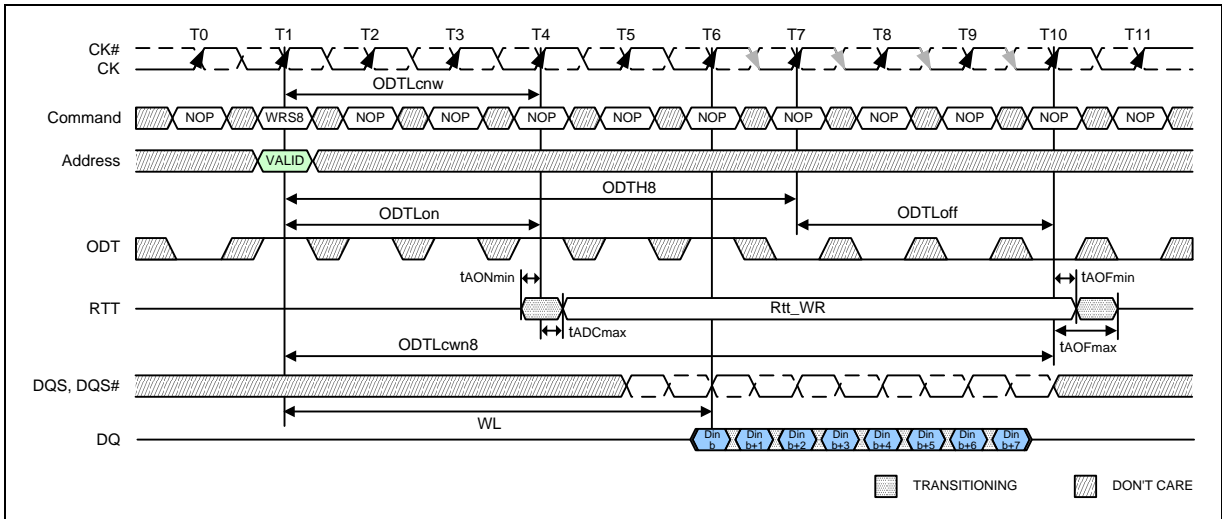 T0 T1 T2 T3 T4 T5 T6 T7 T8 T9 T10 T11
CK#
CK
ODTLcnw
Command NOP WRS8 NOP NOP NOP NOP NOP NOP NOP NOP NOP NOP
Address VALID
ODTH8
ODTLon ODTLoff
ODT
tAONmin tAOFmin
RTT Rtt_WR
tADCmax tAOFmax
ODTLcwn8
DQS, DQS#
WL
DQ Din b Din b+1 Din b+2 Din b+3 Din b+4 Din b+5 Din b+6 Din b+7
TRANSITIONING DON'T CARE